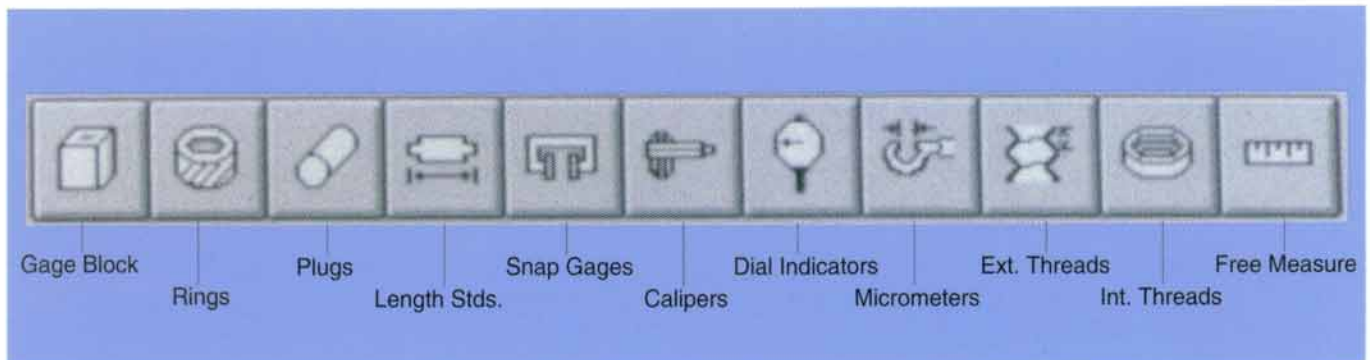 Gage Block
Rings
Plugs
Length Stds.
Snap Gages
Calipers
Dial Indicators
Micrometers
Ext. Threads
Int. Threads
Free Measure